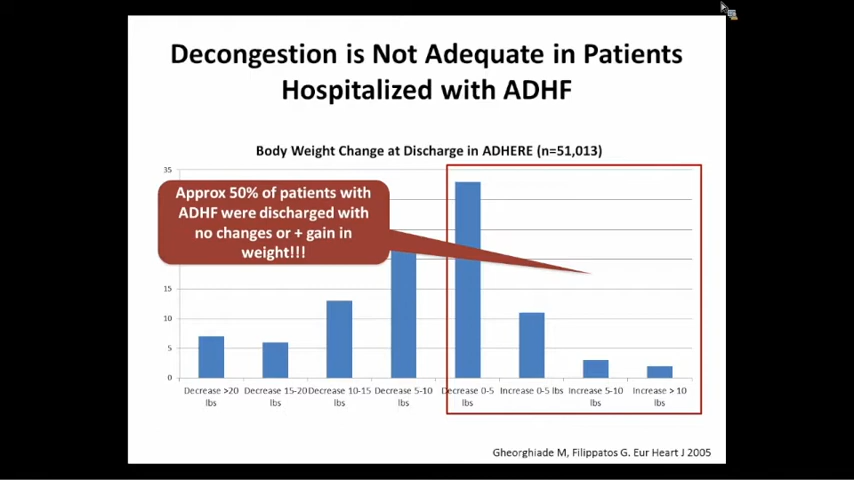 Decongestion is Not Adequate in Patients
Hospitalized with ADHF
Body Weight Change at Discharge in ADHERE (n=51,013)
35
Approx 50% of patients with
ADHF were discharged with
no changes or + gain in
weight!!!
15
10
5
0
Decrease >20 lbs
Decrease 15-20 lbs
Decrease 10-15 lbs
Decrease 5-10 lbs
Decrease 0-5 lbs
Increase 0-5 lbs
Increase 5-10 lbs
Increase > 10 lbs
Gheorghiade M, Filippatos G. Eur Heart J 2005